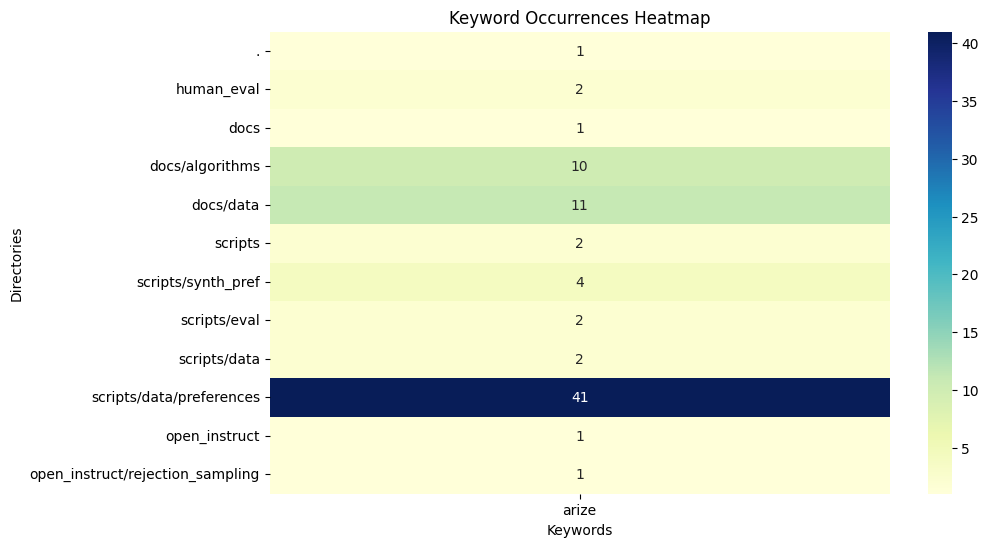 Keyword Occurrences Heatmap
Directories
. 1
human_eval 2
docs 1
docs/algorithms 10
docs/data 11
scripts 2
scripts/synth_pref 4
scripts/eval 2
scripts/data 2
scripts/data/preferences 41
open_instruct 1
open_instruct/rejection_sampling 1
arize
Keywords
40
35
30
25
20
15
10
5